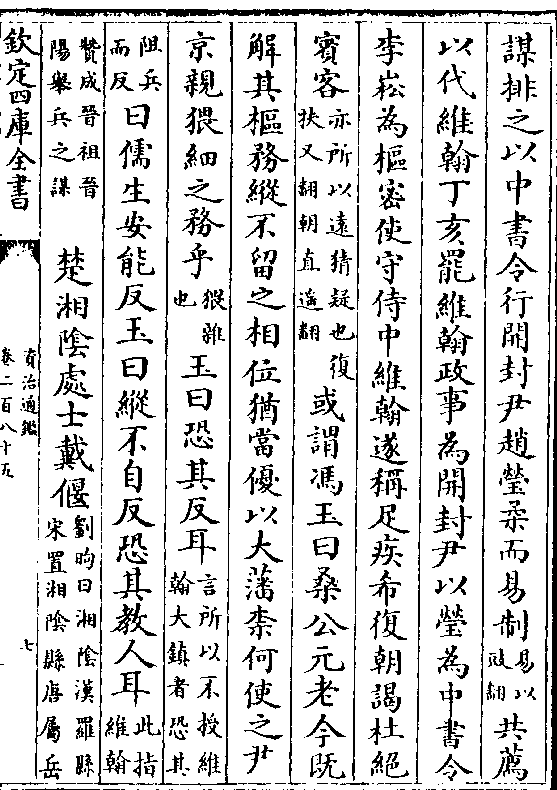 謀排之以中書令行開封尹趙瑩柔而易制易以豉翻共薦
以代維翰丁亥罷維翰政事為開封尹以瑩為中書令
李崧為樞密使守侍中維翰遂稱足疾希復朝謁杜絕
賓客亦所以遠猜疑也復扶又翻朝直遙翻或謂馮玉曰桑公元老今既
解其樞務縱不留之相位猶當優以大藩柰何使之尹
京親猥細之務乎猥雜也玉曰恐其反耳言所以不授維翰大鎮者恐其
阻兵而反曰儒生安能反玉曰縱不自反恐其教人耳此指維翰
贊成晉祖晉陽舉兵之謀 楚湘陰處士戴偃劉昫曰湘陰漢羅縣宋置湘陰縣唐屬岳
欽定四庫全書
資治通鑑
卷二百八十五
七